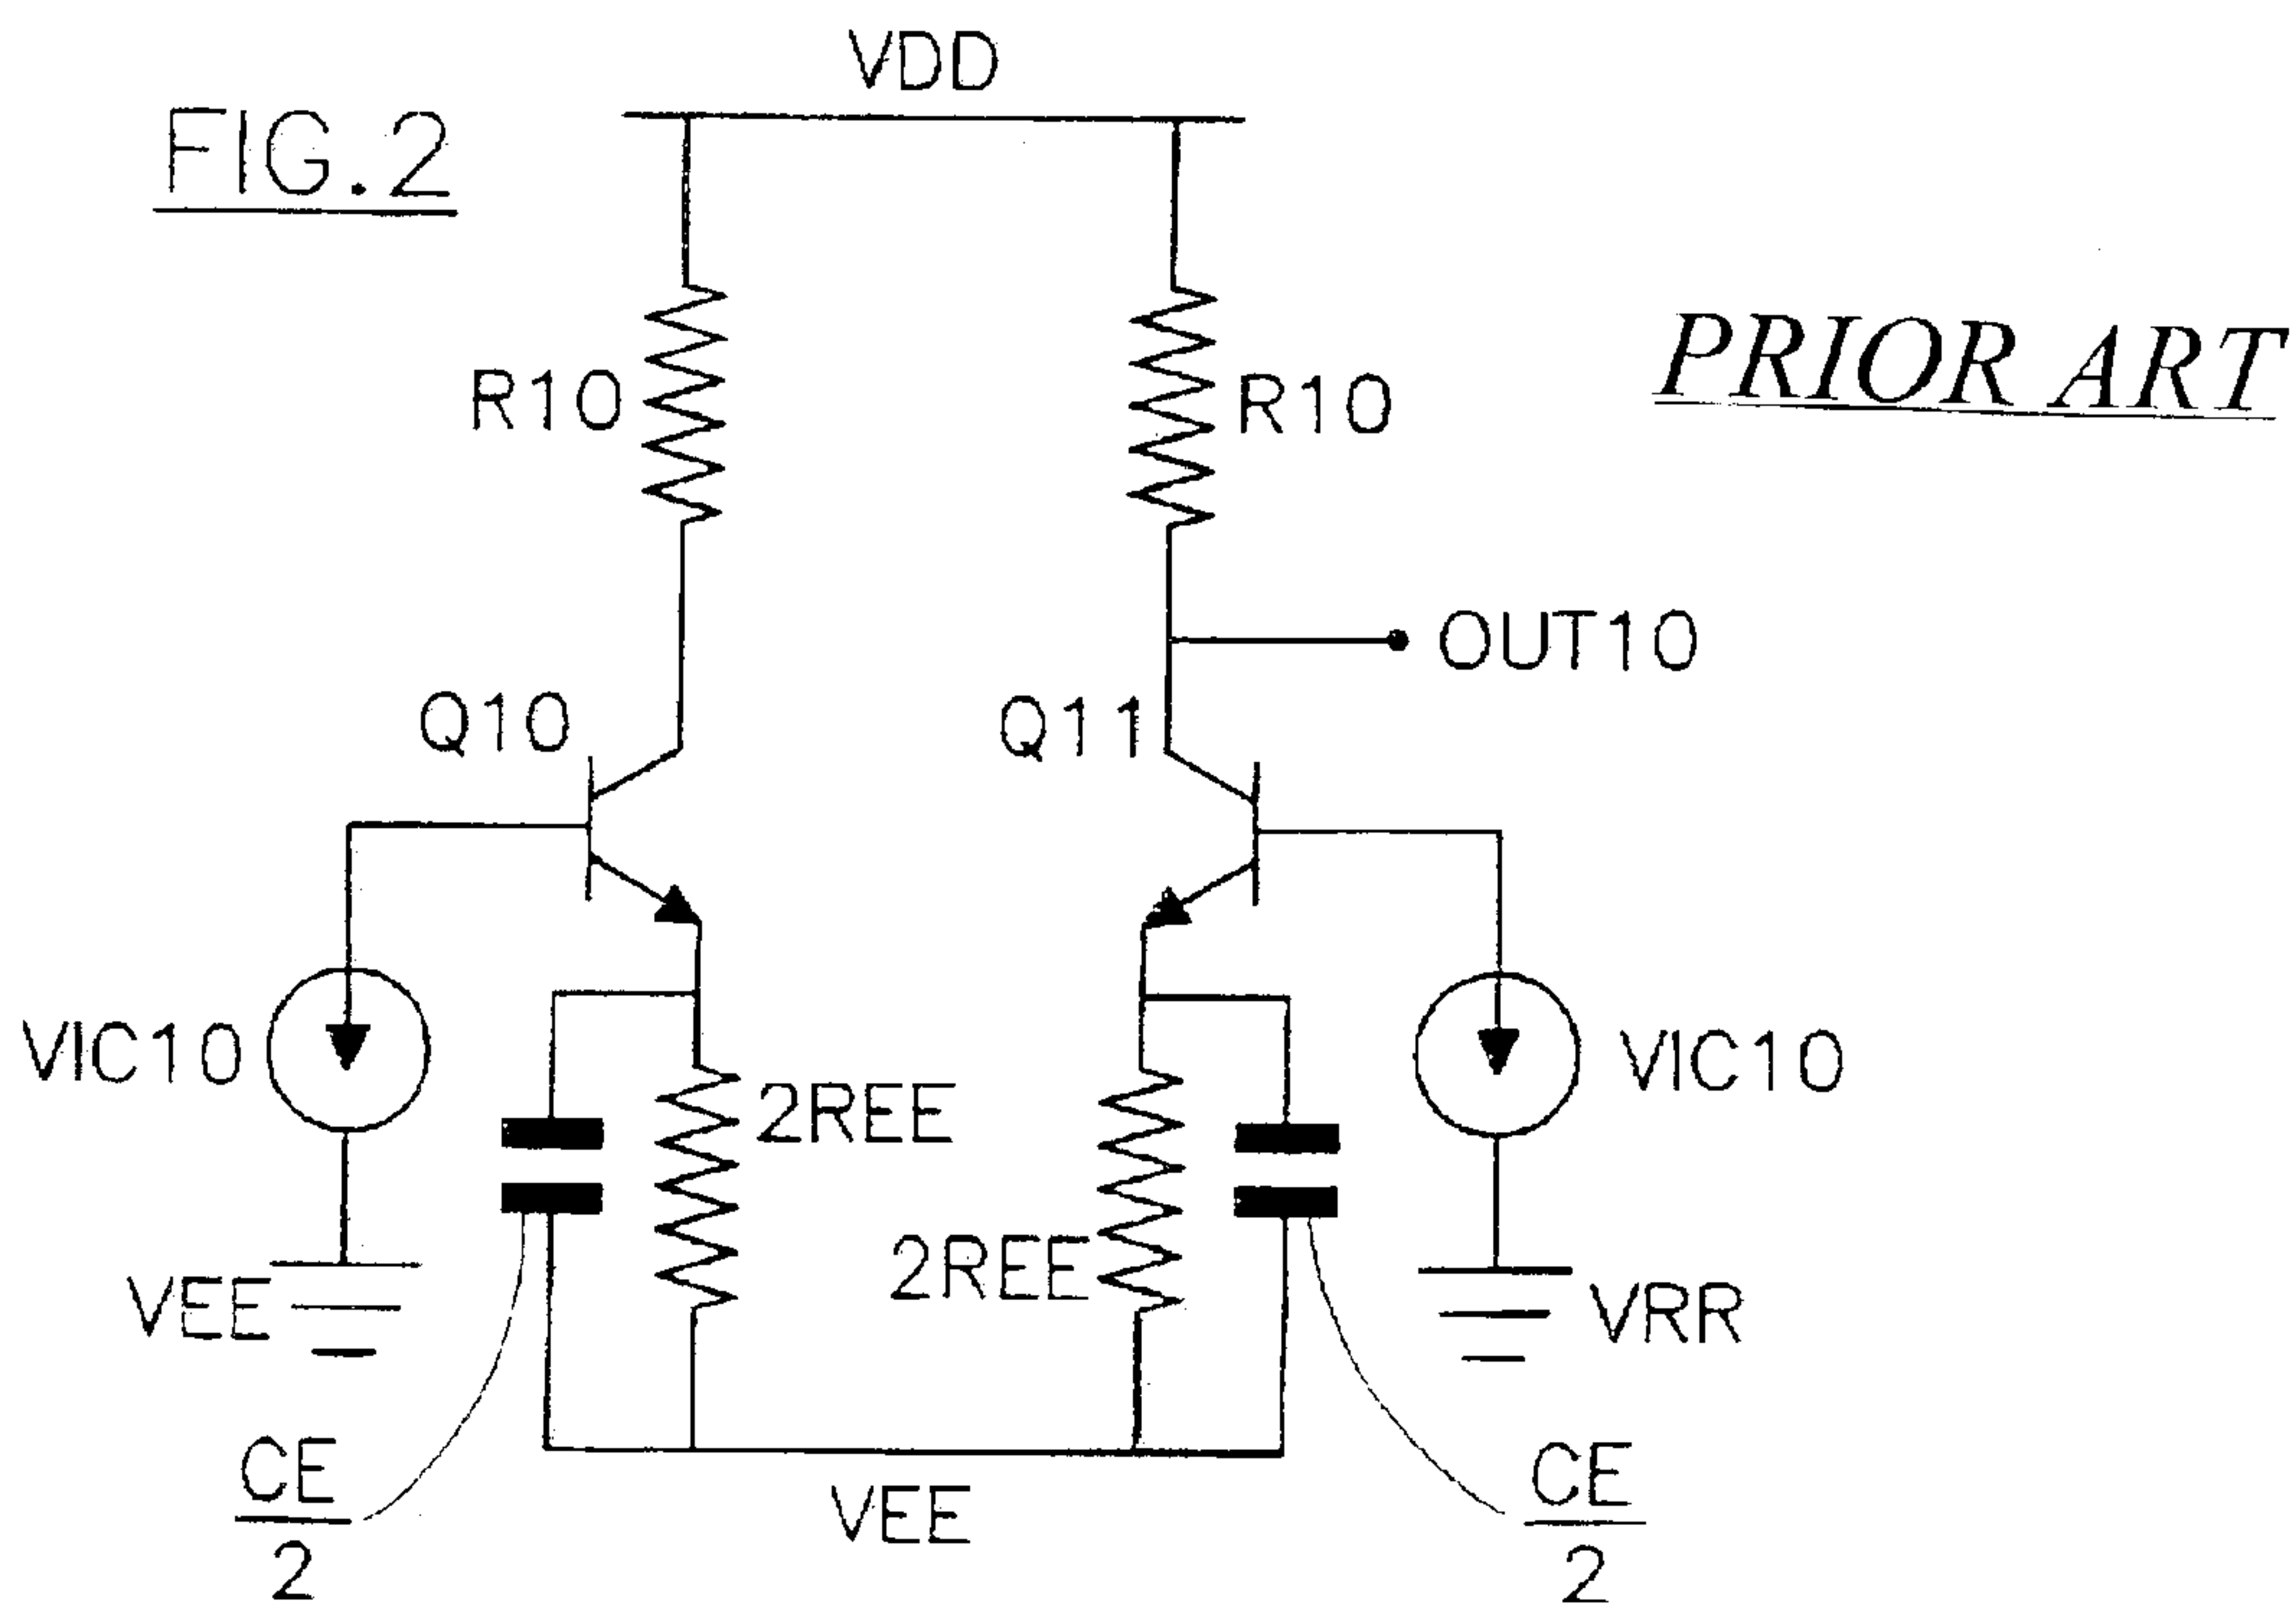 VDD
FIG.2
PRIOR ART
R10
R10
OUT10
Q10
Q11
VIC10
VIC10
2REE
2REE
VEE
VRR
CE
2
CE
2
VEE